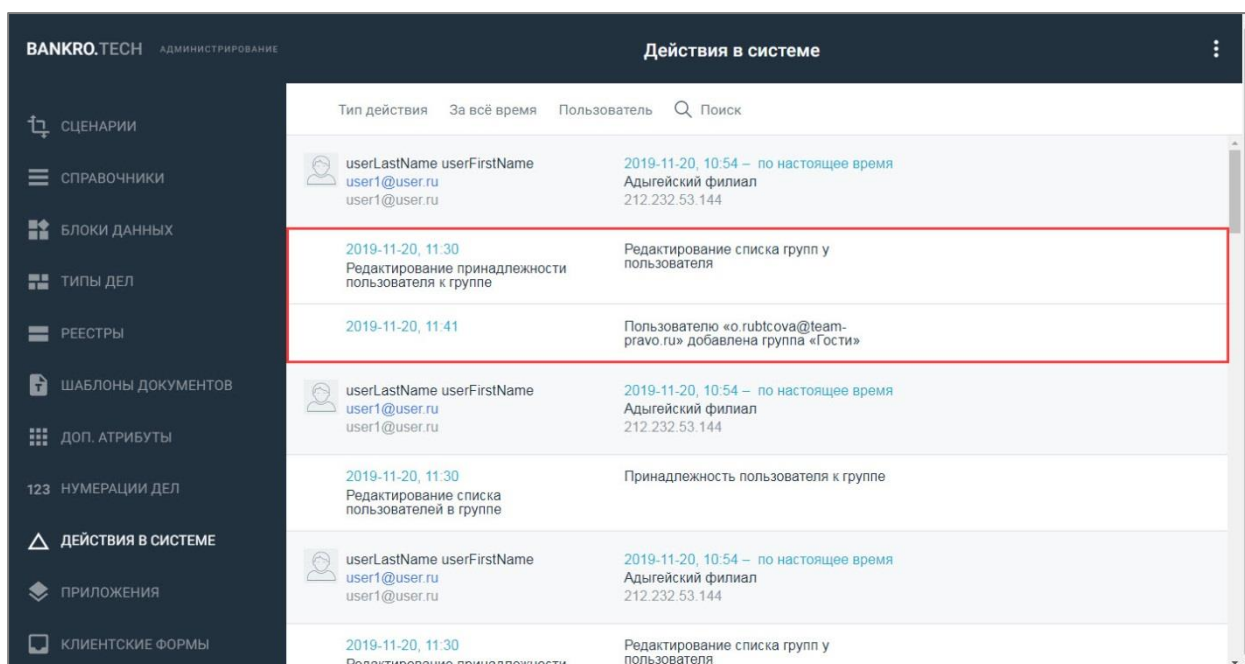 BANKRO.TECH АДМИНИСТРИРОВАНИЕ
Действия в системе
СЦЕНАРИИ
СПРАВОЧНИКИ
БЛОКИ ДАННЫХ
ТИПЫ ДЕЛ
РЕЕСТРЫ
ШАБЛОНЫ ДОКУМЕНТОВ
ДОП. АТРИБУТЫ
123 НУМЕРАЦИИ ДЕЛ
ДЕЙСТВИЯ В СИСТЕМЕ
ПРИЛОЖЕНИЯ
КЛИЕНТСКИЕ ФОРМЫ
Тип действия За всё время Пользователь Поиск
userLastName userFirstName
user1@user.ru
user1@user.ru
2019-11-20, 10:54 – по настоящее время
Адыгейский филиал
212.232.53.144
2019-11-20, 11:30
Редактирование принадлежности
пользователя к группе
Редактирование списка групп у
пользователя
2019-11-20, 11:41
Пользователю «o.rubtcova@team-
pravo.ru» добавлена группа «Гости»
userLastName userFirstName
user1@user.ru
user1@user.ru
2019-11-20, 10:54 – по настоящее время
Адыгейский филиал
212.232.53.144
2019-11-20, 11:30
Редактирование списка
пользователей в группе
Принадлежность пользователя к группе
userLastName userFirstName
user1@user.ru
user1@user.ru
2019-11-20, 10:54 – по настоящее время
Адыгейский филиал
212.232.53.144
2019-11-20, 11:30
Редактирование принадлежности
Редактирование списка групп у
пользователя